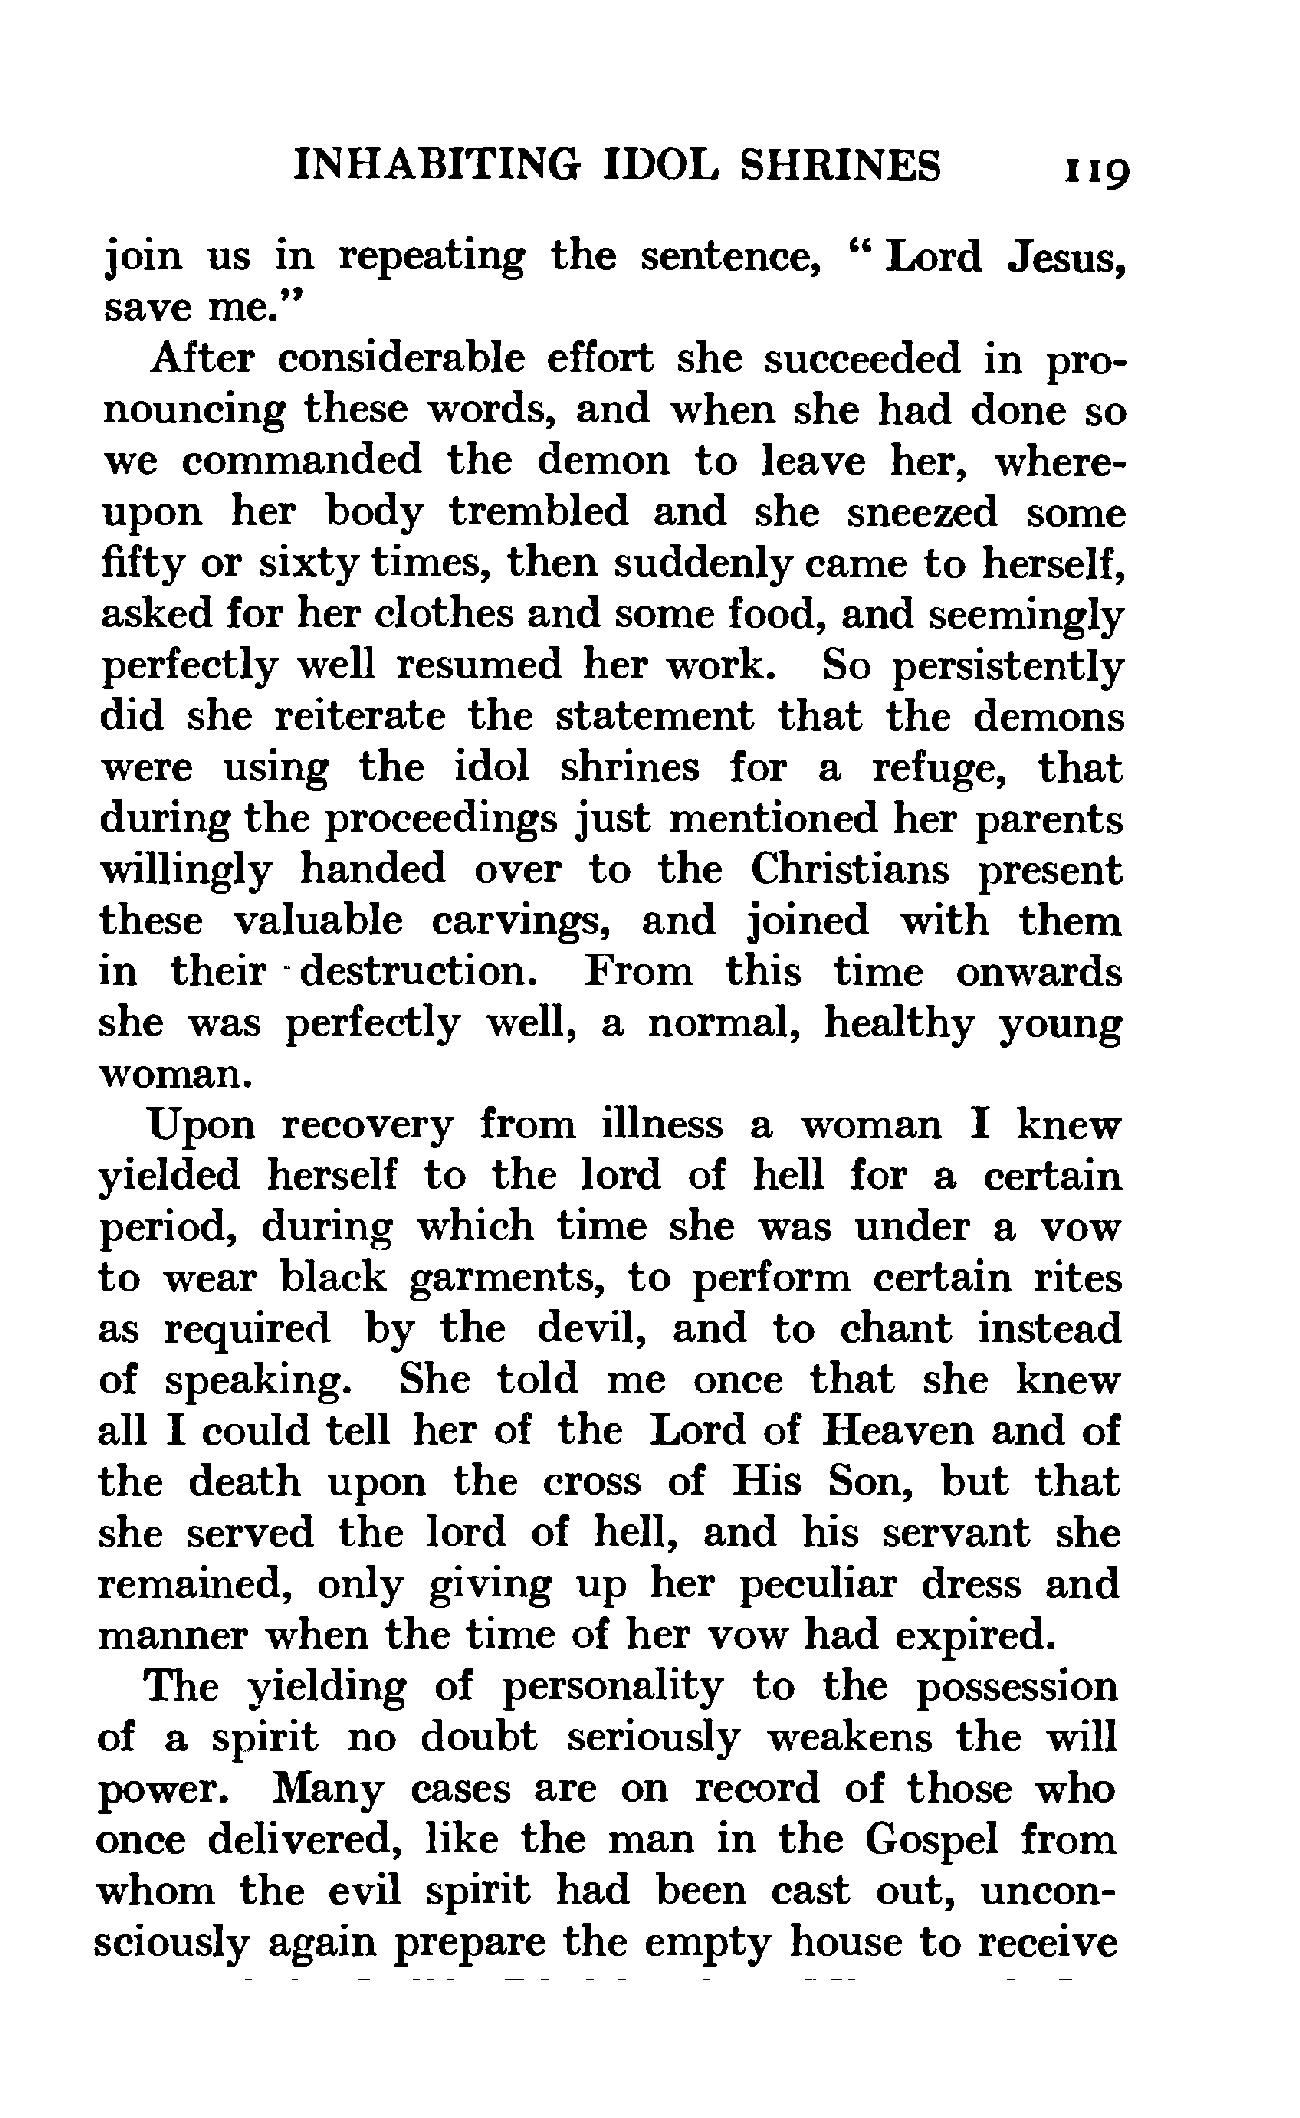 INHABITING IDOL SHRINES 119
join us in repeating the sentence, “ Lord Jesus,
save me.”
After considerable effort she succeeded in pro-
nouncing these words, and when she had done so
we commanded the demon to leave her, where-
upon her body trembled and she sneezed some
fifty or sixty times, then suddenly came to herself,
asked for her clothes and some food, and seemingly
perfectly well resumed her work. So persistently
did she reiterate the statement that the demons
were using the idol shrines for a refuge, that
during the proceedings just mentioned her parents
willingly handed over to the Christians present
these valuable carvings, and joined with them
in their destruction. From this time onwards
she was perfectly well, a normal, healthy young
woman.
Upon recovery from illness a woman I knew
yielded herself to the lord of hell for a certain
period, during which time she was under a vow
to wear black garments, to perform certain rites
as required by the devil, and to chant instead
of speaking. She told me once that she knew
all I could tell her of the Lord of Heaven and of
the death upon the cross of His Son, but that
she served the lord of hell, and his servant she
remained, only giving up her peculiar dress and
manner when the time of her vow had expired.
The yielding of personality to the possession
of a spirit no doubt seriously weakens the will
power. Many cases are on record of those who
once delivered, like the man in the Gospel from
whom the evil spirit had been cast out, uncon-
sciously again prepare the empty house to receive